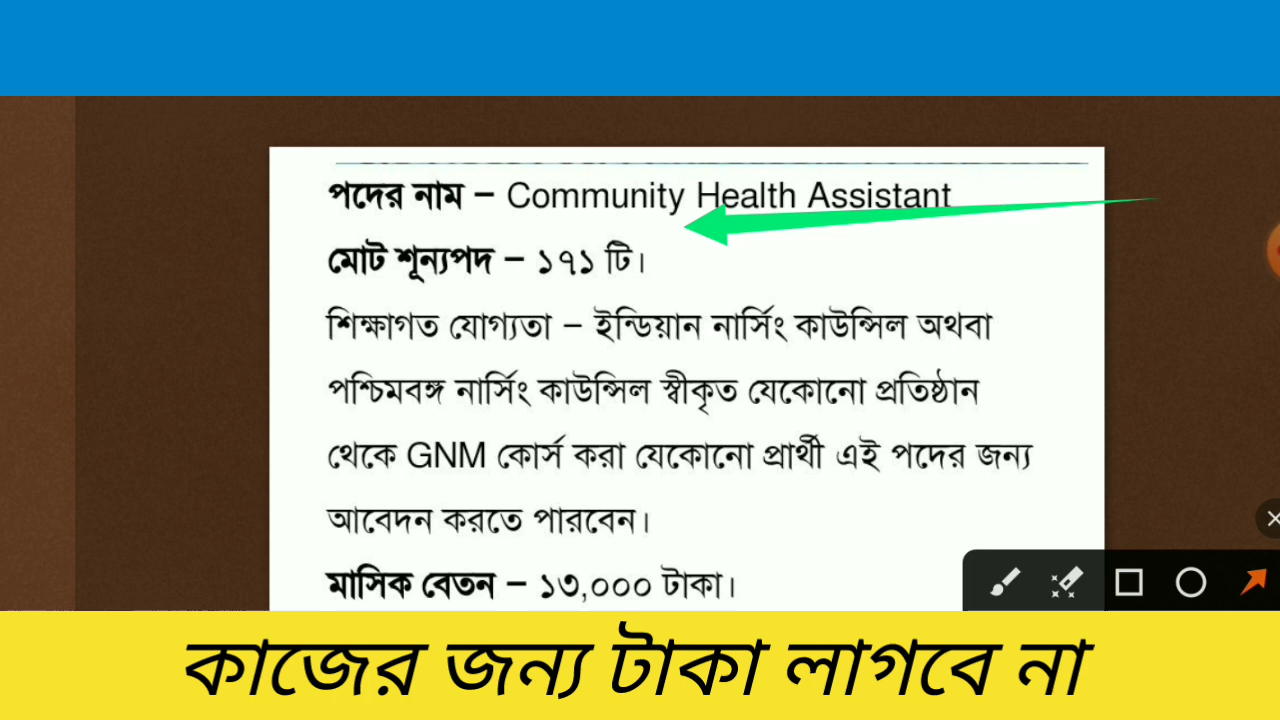 পদের নাম – Community Health Assistant
মোট শূন্যপদ – ১৭১ টি।
শিক্ষাগত যোগ্যতা – ইন্ডিয়ান নার্সিং কাউন্সিল অথবা
পশ্চিমবঙ্গ নার্সিং কাউন্সিল স্বীকৃত যেকোনো প্রতিষ্ঠান
থেকে GNM কোর্স করা যেকোনো প্রার্থী এই পদের জন্য
আবেদন করতে পারবেন।
মাসিক বেতন – ১৩,০০০ টাকা।
কাজের জন্য টাকা লাগবে না